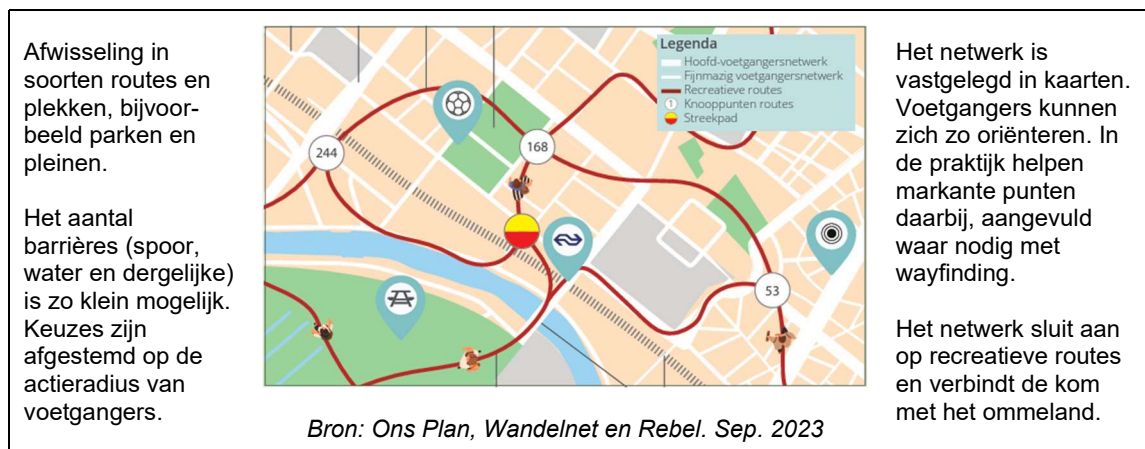 Afwisseling in
soorten routes en
plekken, bijvoor-
beeld parken en
pleinen.
Het aantal
barrières (spoor,
water en dergelijke)
is zo klein mogelijk.
Keuzes zijn
afgestemd op de
actieradius van
voetgangers.
Legenda
Hoofd-voetgangersnetwerk
Fijnmazig voetgangersnetwerk
Recreatieve routes
1 Knooppunten routes
Streekpad
244
168
53
Bron: Ons Plan, Wandelnet en Rebel. Sep. 2023
Het netwerk is
vastgelegd in kaarten.
Voetgangers kunnen
zich zo oriënteren. In
de praktijk helpen
markante punten
daarbij, aangevuld
waar nodig met
wayfinding.
Het netwerk sluit aan
op recreatieve routes
en verbindt de kom
met het ommeland.